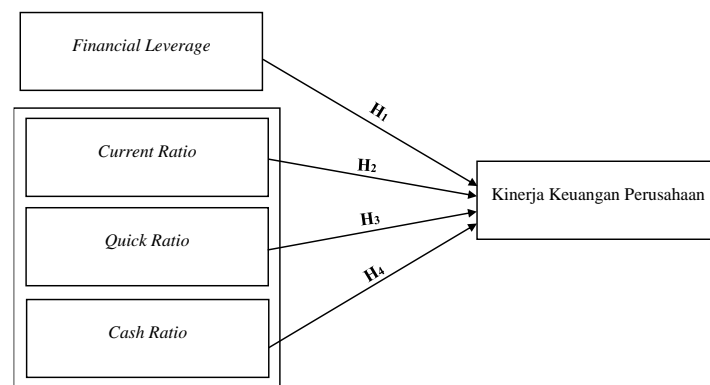 Financial Leverage
H1
Current Ratio
H2
Kinerja Keuangan Perusahaan
Quick Ratio
H3
H4
Cash Ratio